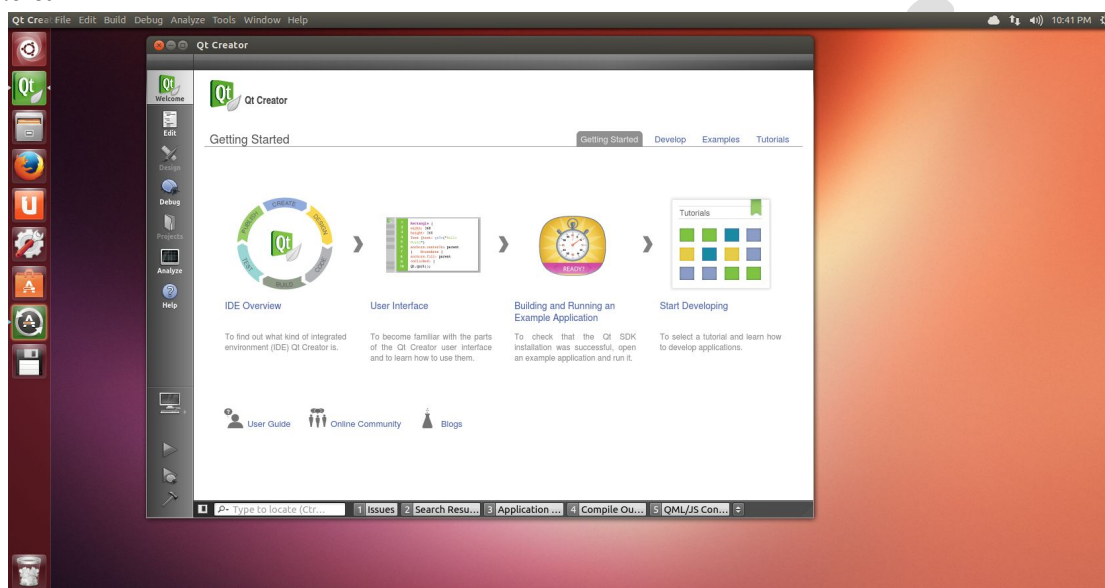 Qt Creat File Edit Build Debug Analyze Tools Window Help
10:41 PM
Qt Creator
Qt
Welcome
Edit
Design
Debug
Projects
Analyze
Help
Qt Creator
Getting Started
Getting Started Develop Examples Tutorials
CREATE
DESIGN
CODE
BUILD
TEST
PUBLISH
Qt
READY?
Tutorials
IDE Overview
To find out what kind of integrated
environment (IDE) Qt Creator is.
User Interface
To become familiar with the parts
of the Qt Creator user interface
and to learn how to use them.
Building and Running an
Example Application
To check that the Qt SDK
installation was successful, open
an example application and run it.
Start Developing
To select a tutorial and learn how
to develop applications.
User Guide Online Community Blogs
Type to locate (Ctr... 1 Issues 2 Search Resu... 3 Application ... 4 Compile Ou... 5 QML/JS Con...